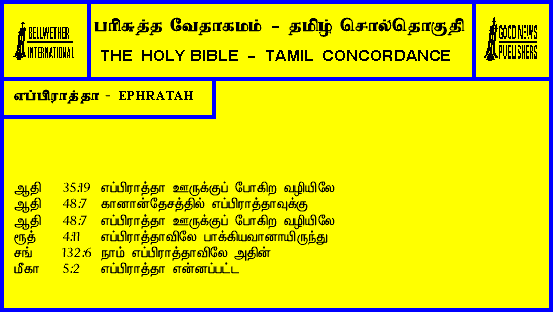 BELLWETHER
INTERNATIONAL
பரிசுத்த வேதாகமம் - தமிழ் சொல்தொகுதி
THE HOLY BIBLE - TAMIL CONCORDANCE
GOOD NEWS
PUBLISHERS
எப்பிராத்தா - EPHRATAH
ஆதி 35:19 எப்பிராத்தா ஊருக்குப் போகிற வழியிலே
ஆதி 48:7 கானான்தேசத்தில் எப்பிராத்தாவுக்கு
ஆதி 48:7 எப்பிராத்தா ஊருக்குப் போகிற வழியிலே
ரூத் 4:11 எப்பிராத்தாவிலே பாக்கியவானாயிருந்து
சங் 132:6 நாம் எப்பிராத்தாவிலே அதின்
மீகா 5:2 எப்பிராத்தா என்னப்பட்ட